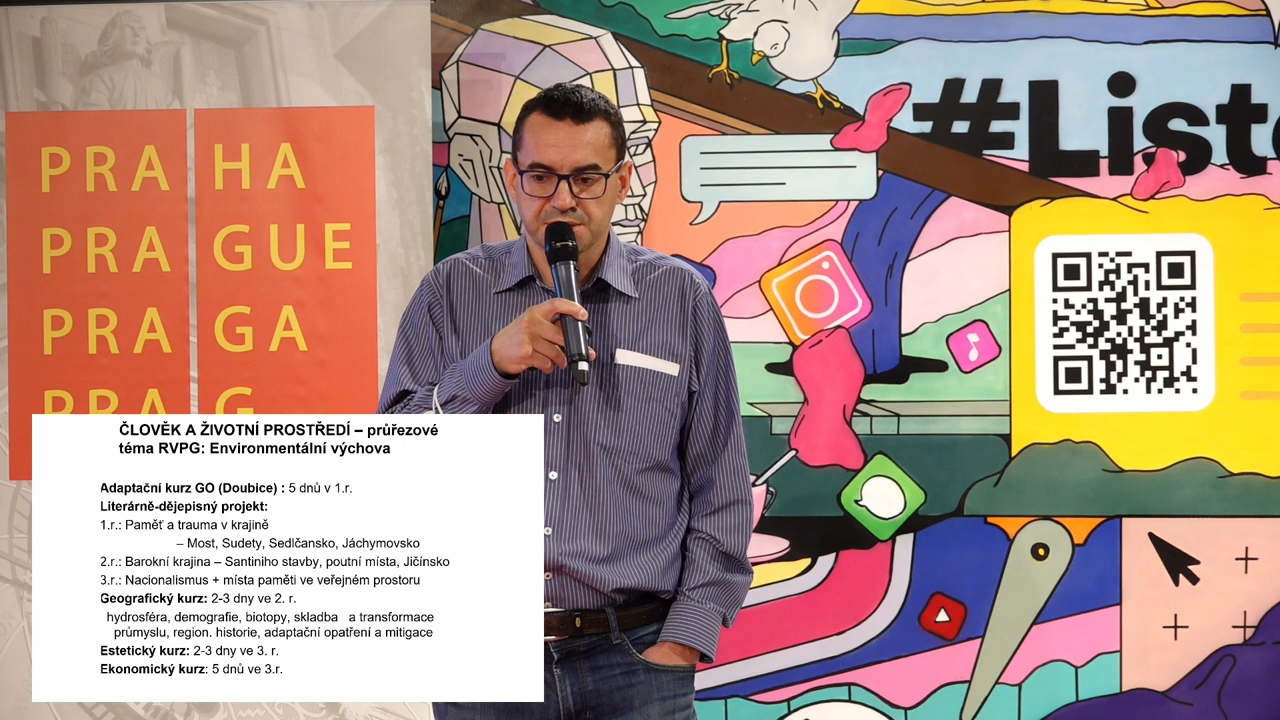 PRA HA
PRA GUE
PRA GA
PRA G
#List
ČLOVĚK A ŽIVOTNÍ PROSTŘEDÍ – průřezové
téma RVPG: Environmentální výchova
Adaptační kurz GO (Doubice) : 5 dnů v 1.r.
Literárně-dějepisný projekt:
1.r.: Paměť a trauma v krajině
– Most, Sudety, Sedlčansko, Jáchymovsko
2.r.: Barokní krajina – Santiniho stavby, poutní místa, Jičínsko
3.r.: Nacionalismus + místa paměti ve veřejném prostoru
Geografický kurz: 2-3 dny ve 2. r.
hydrosféra, demografie, biotopy, skladba a transformace
průmyslu, region. historie, adaptační opatření a mitigace
Estetický kurz: 2-3 dny ve 3. r.
Ekonomický kurz: 5 dnů ve 3.r.